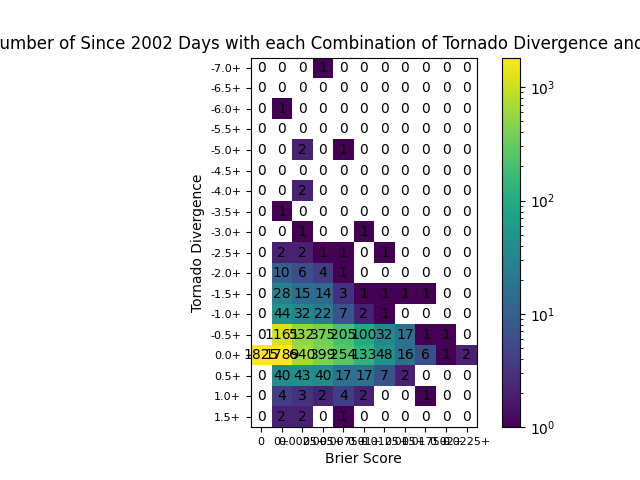 umber of Since 2002 Days with each Combination of Tornado Divergence and
-7.0+ 0 0 0 1 0 0 0 0 0 0 0
-6.5+ 0 0 0 0 0 0 0 0 0 0 0
-6.0+ 0 1 0 0 0 0 0 0 0 0 0
-5.5+ 0 0 0 0 0 0 0 0 0 0 0
-5.0+ 0 0 2 0 1 0 0 0 0 0 0
-4.5+ 0 0 0 0 0 0 0 0 0 0 0
-4.0+ 0 0 2 0 0 0 0 0 0 0 0
-3.5+ 0 1 0 0 0 0 0 0 0 0 0
-3.0+ 0 0 1 0 0 1 0 0 0 0 0
-2.5+ 0 2 2 1 1 0 1 0 0 0 0
-2.0+ 0 10 6 4 1 0 0 0 0 0 0
-1.5+ 0 28 15 14 3 1 1 1 1 0 0
-1.0+ 0 44 32 22 7 2 1 0 0 0 0
-0.5+ 0 375 205 100 32 17 1 1 0
0.0+ 640 399 254 133 48 16 6 1 2
0.5+ 0 40 43 40 17 17 7 2 0 0 0
1.0+ 0 4 3 2 4 2 0 0 1 0 0
1.5+ 0 2 2 0 1 0 0 0 0 0 0
0
Brier Score
Tornado Divergence
10³
10²
10¹
10⁰